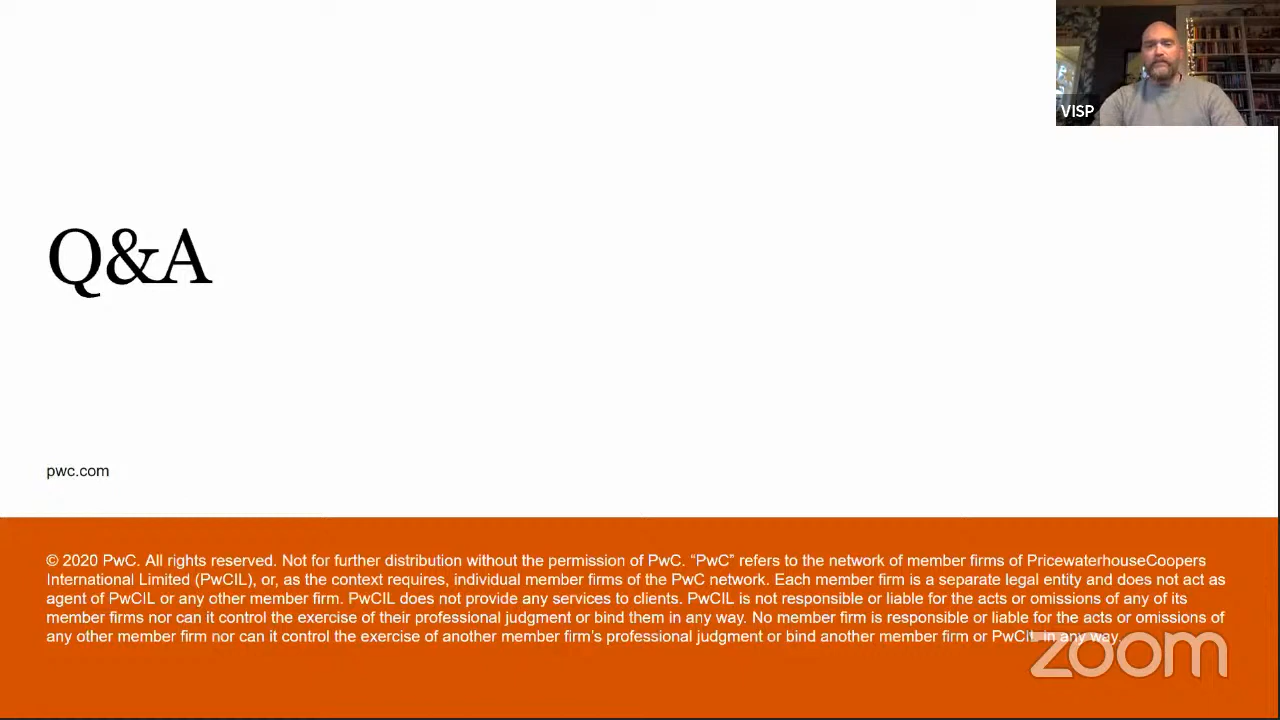 VISP
Q&A
pwc.com
© 2020 PwC. All rights reserved. Not for further distribution without the permission of PwC. “PwC” refers to the network of member firms of PricewaterhouseCoopers
International Limited (PwCIL), or, as the context requires, individual member firms of the PwC network. Each member firm is a separate legal entity and does not act as
agent of PwCIL or any other member firm. PwCIL does not provide any services to clients. PwCIL is not responsible or liable for the acts or omissions of any of its
member firms nor can it control the exercise of their professional judgment or bind them in any way. No member firm is responsible or liable for the acts or omissions of
any other member firm nor can it control the exercise of another member firm’s professional judgment or bind another member firm or PwCIL in any way.
zoom